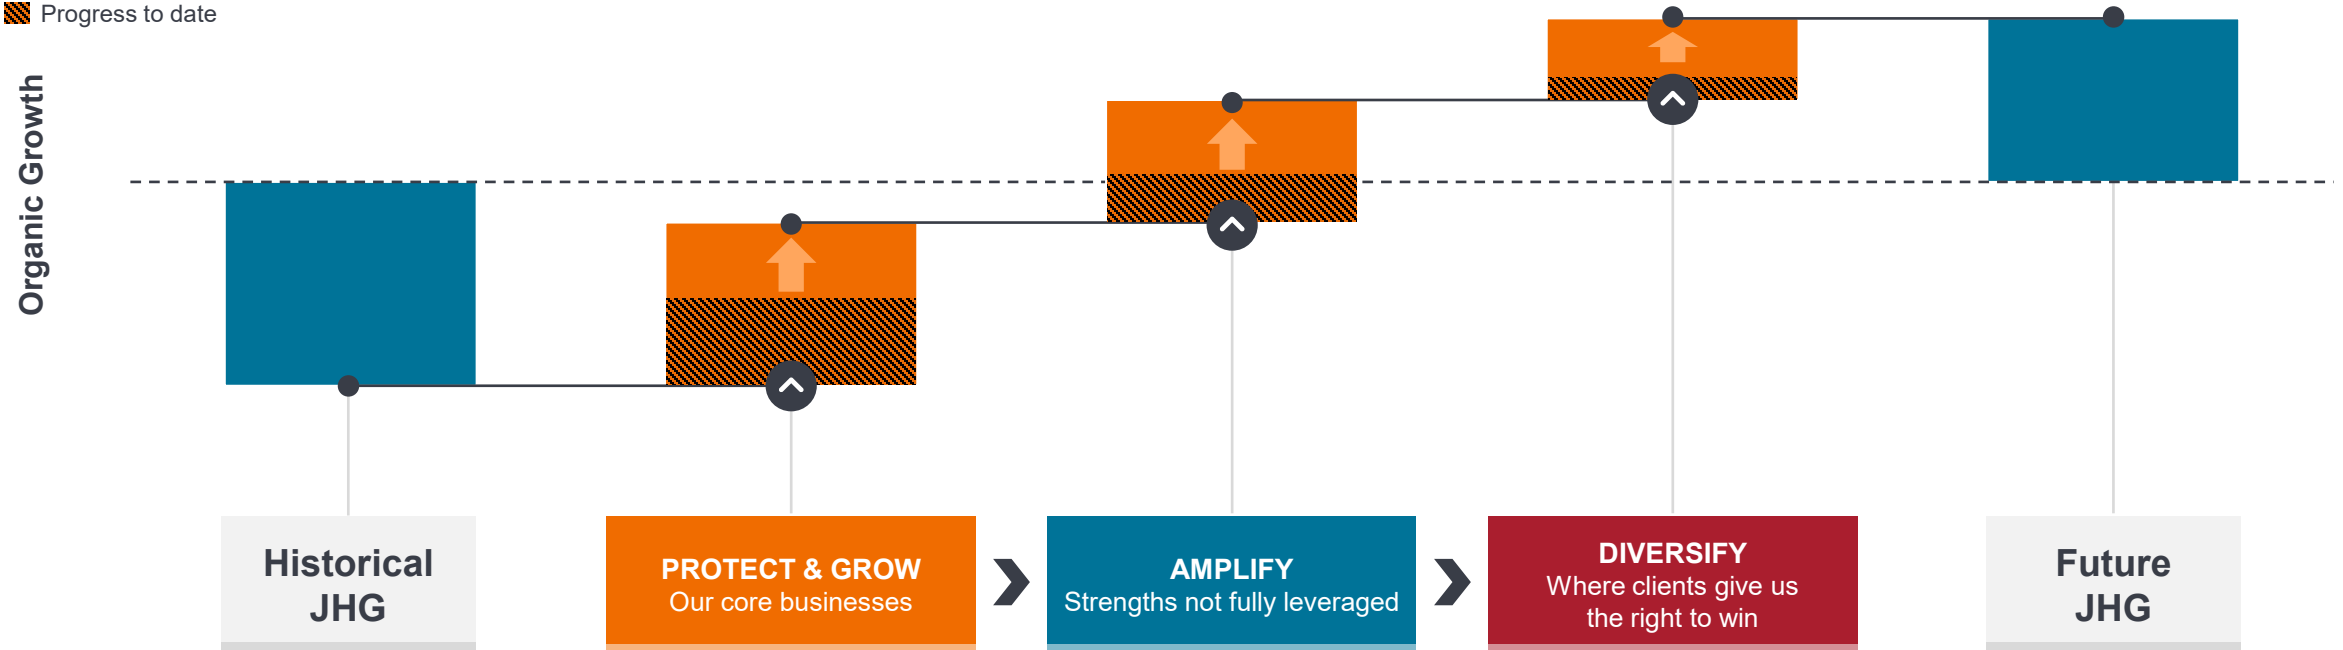 Progress to date
Organic Growth
Historical
JHG
PROTECT & GROW
Our core businesses
AMPLIFY
Strengths not fully leveraged
DIVERSIFY
Where clients give us
the right to win
Future
JHG